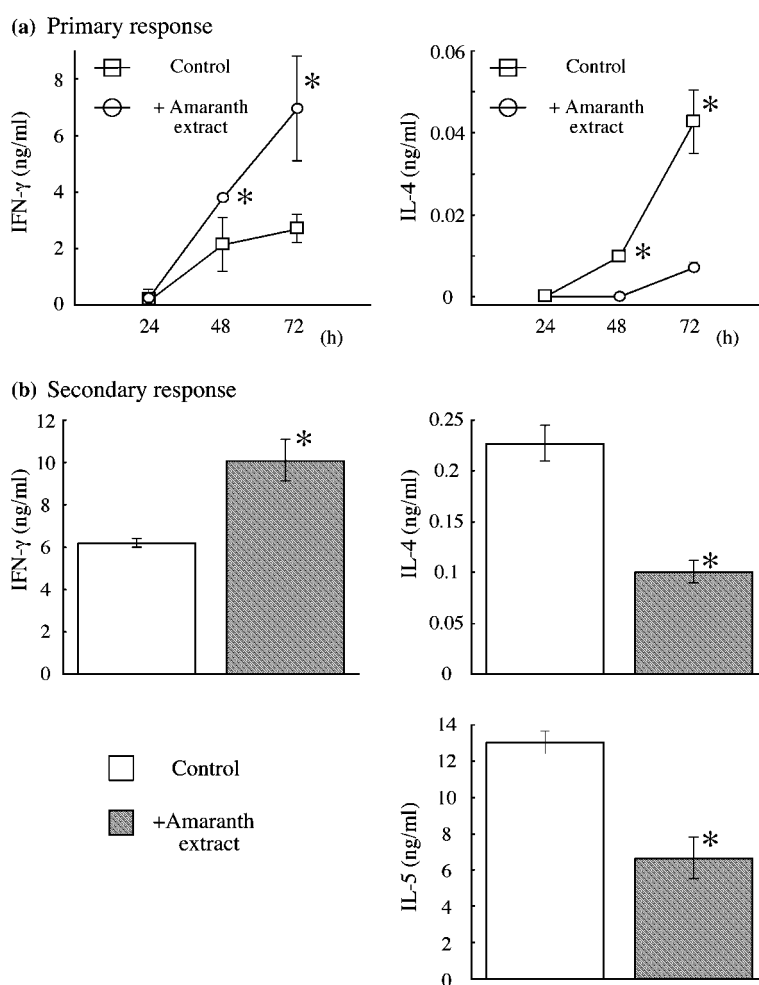 (a) Primary response
IFN-γ (ng/ml)
8
6
4
2
0
Control
+ Amaranth
extract
*
*
24 48 72 (h)
IL-4 (ng/ml)
0.06
0.04
0.02
0
Control
+ Amaranth
extract
*
*
24 48 72 (h)
(b) Secondary response
IFN-γ (ng/ml)
12
10
8
6
4
2
0
*
IL-4 (ng/ml)
0.25
0.2
0.15
0.1
0.05
0
*
Control
+Amaranth
extract
IL-5 (ng/ml)
14
12
10
8
6
4
2
0
*